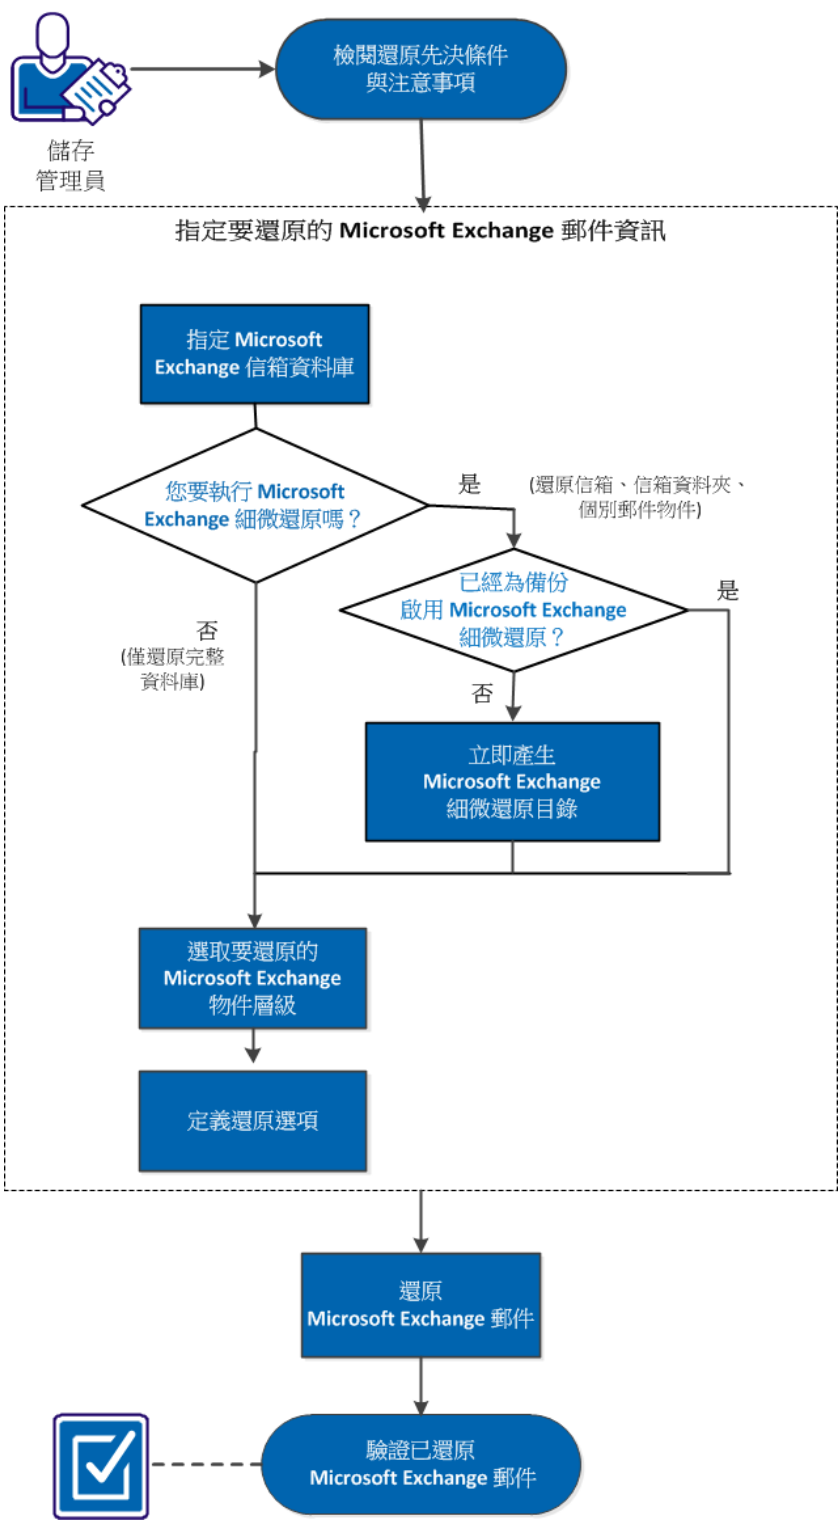 檢閱還原先決條件
與注意事項
儲存
管理員
指定要還原的 Microsoft Exchange 郵件資訊
指定 Microsoft
Exchange 信箱資料庫
您要執行 Microsoft
Exchange 細微還原嗎？
是
(還原信箱、信箱資料夾、
個別郵件物件)
已經為備份
啟用 Microsoft Exchange
細微還原？
是
否
(僅還原完整
資料庫)
否
立即產生
Microsoft Exchange
細微還原目錄
選取要還原的
Microsoft Exchange
物件層級
定義還原選項
還原
Microsoft Exchange 郵件
驗證已還原
Microsoft Exchange 郵件